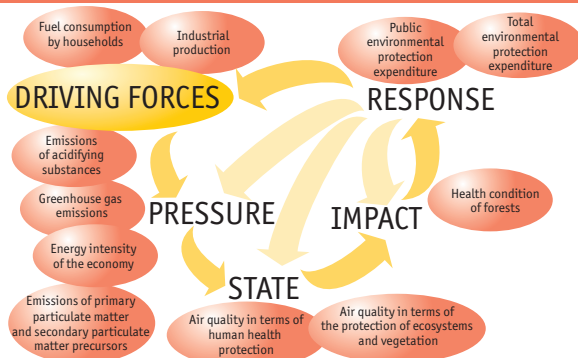 Fuel consumption
by households
Industrial
production
Public
environmental
protection
expenditure
Total
environmental
protection
expenditure
DRIVING FORCES
RESPONSE
Emissions
of acidifying
substances
Greenhouse gas
emissions
PRESSURE
IMPACT
Health condition
of forests
Energy intensity
of the economy
STATE
Emissions of primary
particulate matter
and secondary particulate
matter precursors
Air quality in terms of
human health
protection
Air quality in terms of
the protection of ecosystems
and vegetation